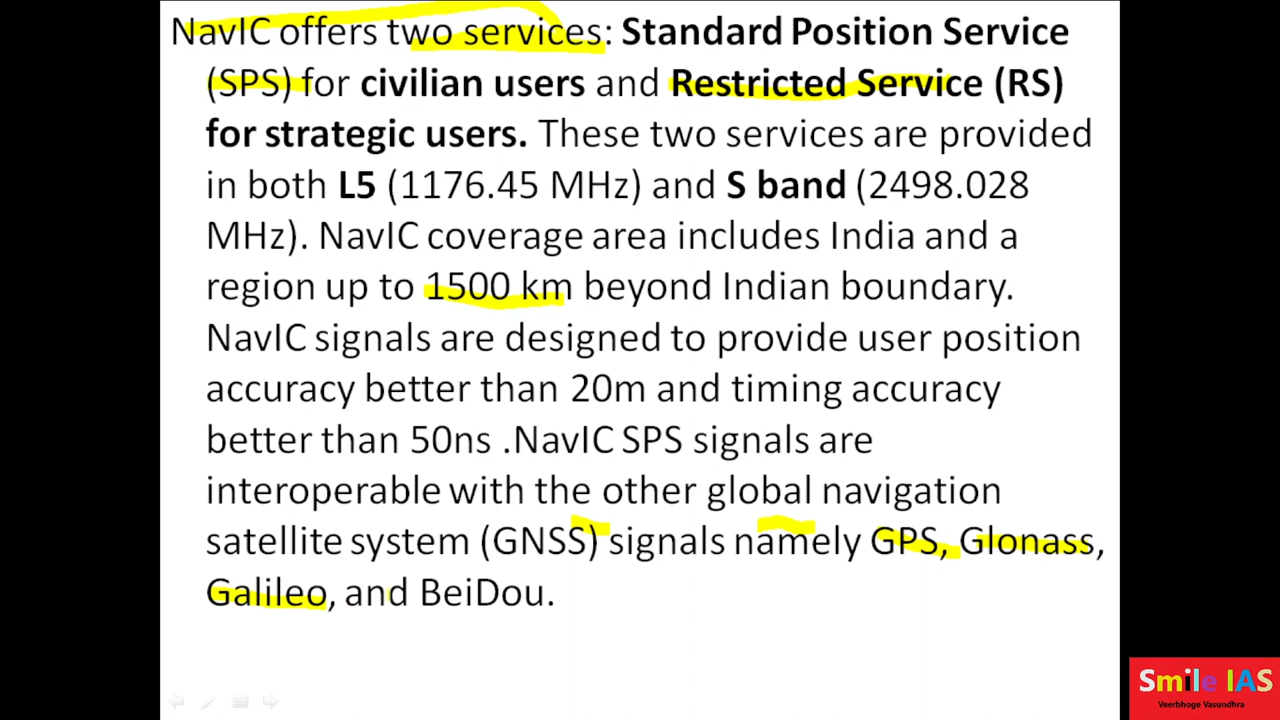 NavIC offers two services: Standard Position Service
(SPS) for civilian users and Restricted Service (RS)
for strategic users. These two services are provided
in both L5 (1176.45 MHz) and S band (2498.028
MHz). NavIC coverage area includes India and a
region up to 1500 km beyond Indian boundary.
NavIC signals are designed to provide user position
accuracy better than 20m and timing accuracy
better than 50ns .NavIC SPS signals are
interoperable with the other global navigation
satellite system (GNSS) signals namely GPS, Glonass,
Galileo, and BeiDou.
Smile IAS
Veerbhoge Vasundhra